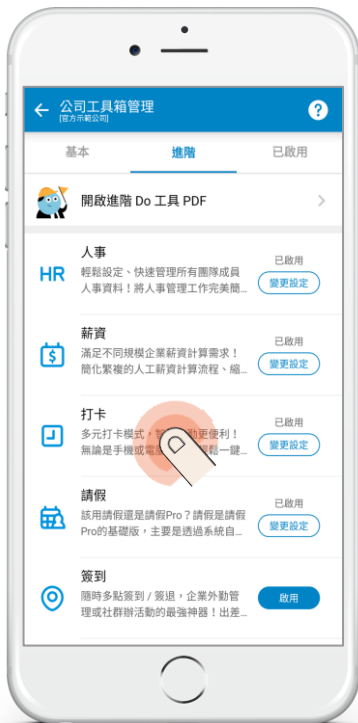 公司工具箱管理
[官方示範公司]
?
基本
進階
已啟用
開啟進階 Do 工具 PDF
人事
HR
輕鬆設定、快速管理所有團隊成員
人事資料！將人事管理工作完美簡...
已啟用
變更設定
薪資
滿足不同規模企業薪資計算需求！
簡化繁複的人工薪資計算流程、縮...
已啟用
變更設定
打卡
多元打卡模式，智 動更便利！
無論是手機或電 輕鬆一鍵...
已啟用
變更設定
請假
該用請假還是請假Pro？請假是請假
Pro的基礎版，主要是透過系統自...
已啟用
變更設定
簽到
隨時多點簽到 / 簽退，企業外勤管
理或社群辦活動的最強神器！出差...
啟用